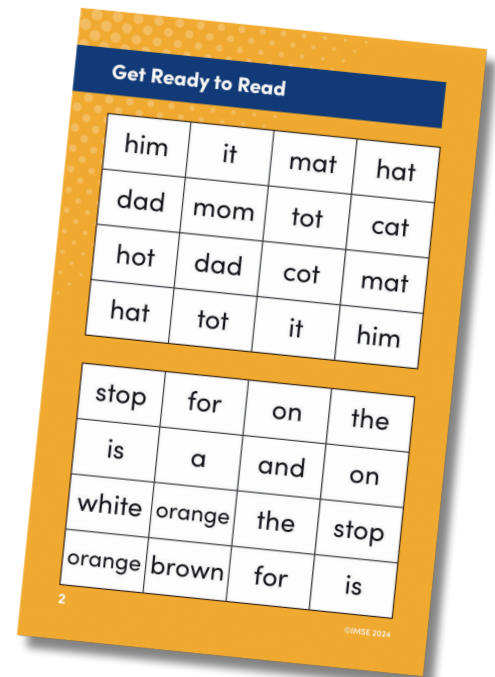 Get Ready to Read
him it mat hat
dad mom tot cat
hot dad cot mat
hat tot it him
stop for on the
is a and on
white orange the stop
orange brown for is
2
©IMSE 2024